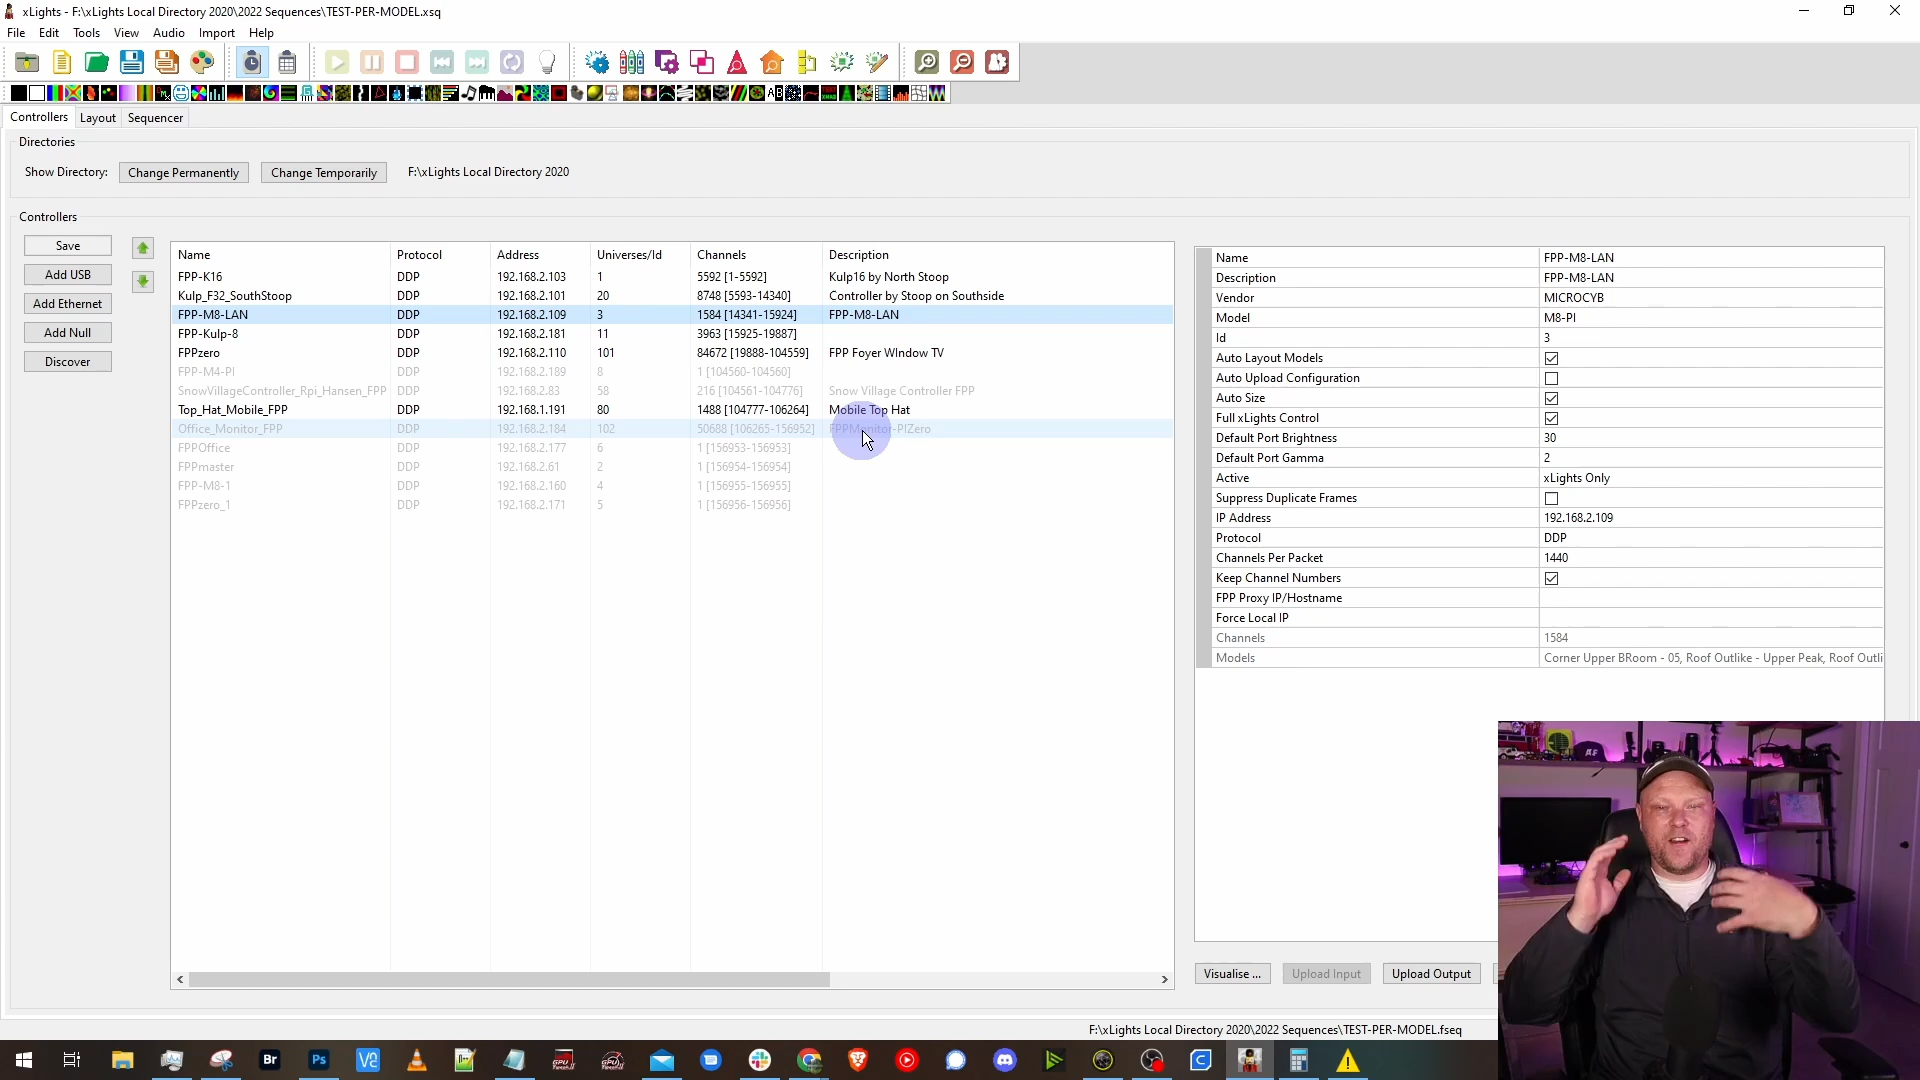 xLights - F:\xLights Local Directory 2020\2022 Sequences\TEST-PER-MODEL.xsq
File Edit Tools View Audio Import Help
Controllers Layout Sequencer
Directories
Show Directory: Change Permanently Change Temporarily F:\xLights Local Directory 2020
Controllers
Save
Add USB
Add Ethernet
Add Null
Discover
Name Protocol Address Universes/Id Channels Description
FPP-K16 DDP 192.168.2.103 1 5592 [1-5592] Kulp16 by North Stoop
Kulp_F32_SouthStoop DDP 192.168.2.101 20 8748 [5593-14340] Controller by Stoop on Southside
FPP-M8-LAN DDP 192.168.2.109 3 1584 [14341-15924] FPP-M8-LAN
FPP-Kulp-8 DDP 192.168.2.181 11 3963 [15925-19887]
FPPzero DDP 192.168.2.110 101 84672 [19888-104559] FPP Foyer WIndow TV
FPP-M4-PI DDP 192.168.2.189 8 1 [104560-104560]
SnowVillageController_Rpi_Hansen_FPP DDP 192.168.2.83 58 216 [104561-104776] Snow Village Controller FPP
Top_Hat_Mobile_FPP DDP 192.168.1.191 80 1488 [104777-106264] Mobile Top Hat
Office_Monitor_FPP DDP 192.168.2.184 102 50688 [106265-156952] FPPMonitor-PIZero
FPPOffice DDP 192.168.2.177 6 1 [156953-156953]
FPPmaster DDP 192.168.2.61 2 1 [156954-156954]
FPP-M8-1 DDP 192.168.2.160 4 1 [156955-156955]
FPPzero_1 DDP 192.168.2.171 5 1 [156956-156956]
Name FPP-M8-LAN
Description FPP-M8-LAN
Vendor MICROCYB
Model M8-PI
Id 3
Auto Layout Models
Auto Upload Configuration
Auto Size
Full xLights Control
Default Port Brightness 30
Default Port Gamma 2
Active xLights Only
Suppress Duplicate Frames
IP Address 192.168.2.109
Protocol DDP
Channels Per Packet 1440
Keep Channel Numbers
FPP Proxy IP/Hostname
Force Local IP
Channels 1584
Models Corner Upper BRoom - 05, Roof Outlike - Upper Peak, Roof Outli
Visualise ... Upload Input Upload Output
F:\xLights Local Directory 2020\2022 Sequences\TEST-PER-MODEL.fseq
Br Ps